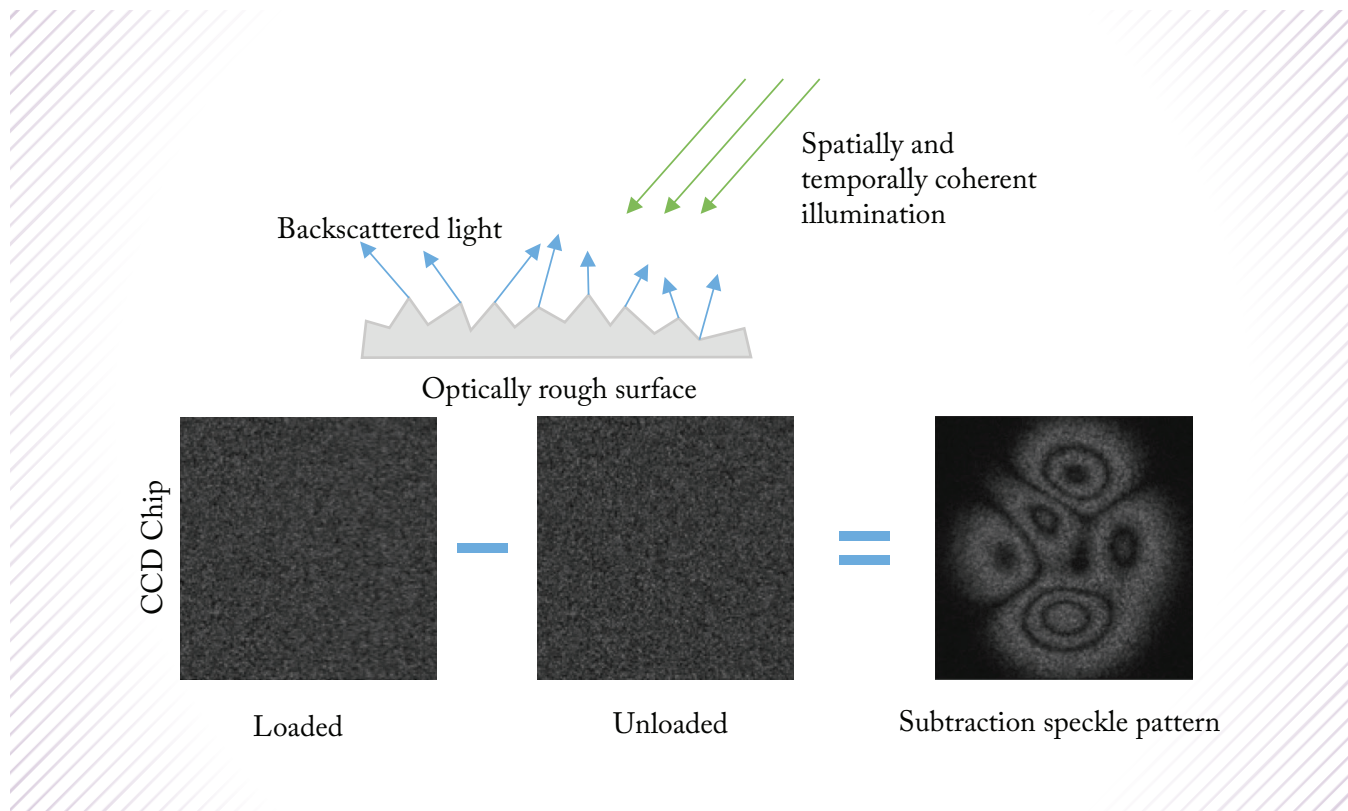 Spatially and
temporally coherent
illumination
Backscattered light
Optically rough surface
CCD Chip
Loaded
Unloaded
Subtraction speckle pattern